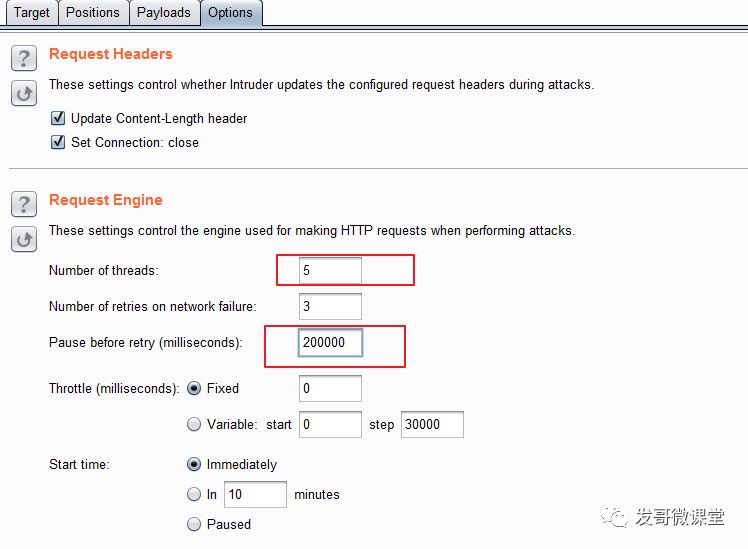 Target Positions Payloads Options
Request Headers
These settings control whether Intruder updates the configured request headers during attacks.
Update Content-Length header
Set Connection: close
Request Engine
These settings control the engine used for making HTTP requests when performing attacks.
Number of threads: 5
Number of retries on network failure: 3
Pause before retry (milliseconds): 200000
Throttle (milliseconds): Fixed 0
Variable: start 0 step 30000
Start time: Immediately
In 10 minutes
Paused
发哥微课堂